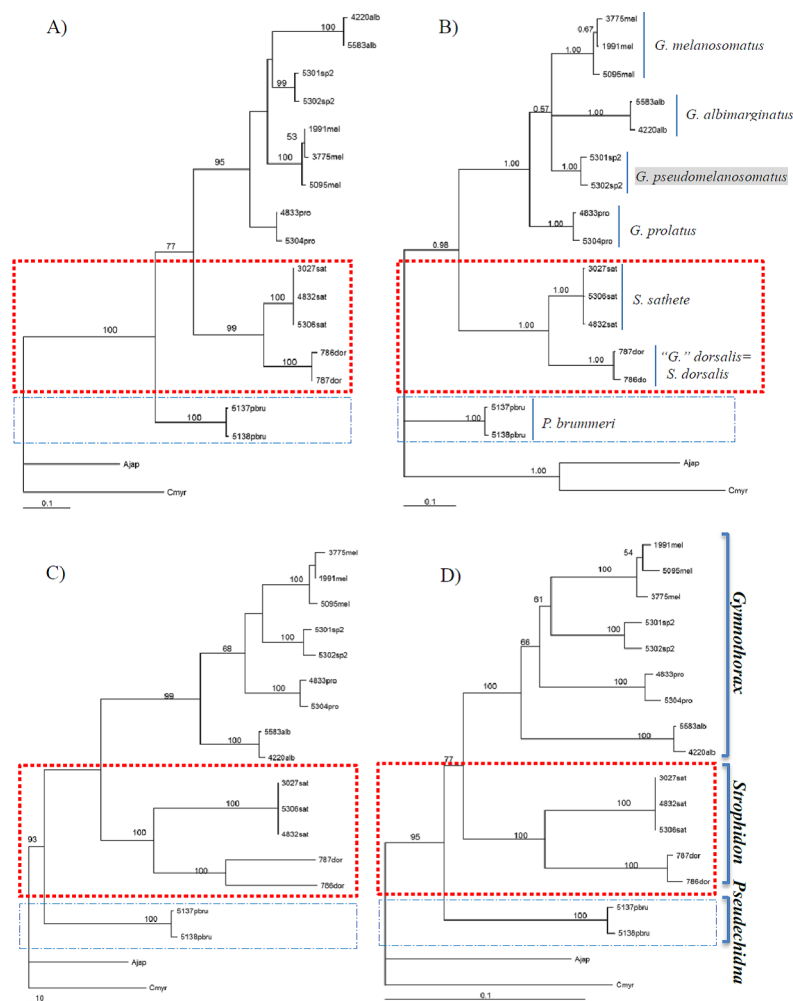 A)
4220alb
100
5583alb
5301sp2
99
5302sp2
1991mel
53
3775mel
100
5095mel
95
4833pro
5304pro
77
3027sat
100
4832sat
5306sat
99
786dor
100
787dor
100
5137pbru
100
5138pbru
Ajap
Cmyr
0.1
B)
3775mel
0.67
1991mel
1.00
5095mel
G. melanosomatus
0.57
5583alb
1.00
4220alb
G. albimarginatus
5301sp2
1.00
5302sp2
G. pseudomelanosomatus
1.00
4833pro
1.00
5304pro
G. prolatus
0.98
3027sat
1.00
5306sat
4832sat
S. sathete
1.00
787dor
1.00
786do
"G." dorsalis=
S. dorsalis
5137pbru
1.00
5138pbru
P. brummeri
1.00
Ajap
Cmyr
0.1
C)
3775mel
100
1991mel
5095mel
5301sp2
100
5302sp2
68
4833pro
100
5304pro
99
5583alb
100
4220alb
3027sat
100
5306sat
4832sat
100
787dor
100
786dor
93
5137pbru
100
5138pbru
Ajap
Cmyr
10
D)
1991mel
54
5095mel
100
3775mel
61
5301sp2
100
5302sp2
66
4833pro
100
5304pro
100
5583alb
100
4220alb
77
3027sat
100
4832sat
5306sat
100
787dor
100
786dor
95
5137pbru
100
5138pbru
Ajap
Cmyr
0.1
Gymnothorax
Strophidon
Pseudechidna